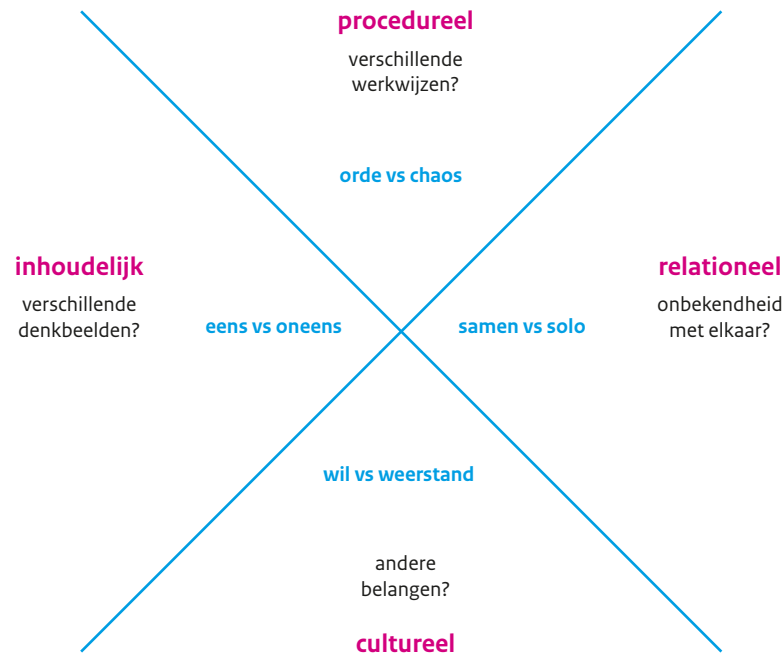 procedureel
verschillende
werkwijzen?
orde vs chaos
inhoudelijk
verschillende
denkbeelden?
eens vs oneens
samen vs solo
relationeel
onbekendheid
met elkaar?
wil vs weerstand
andere
belangen?
cultureel